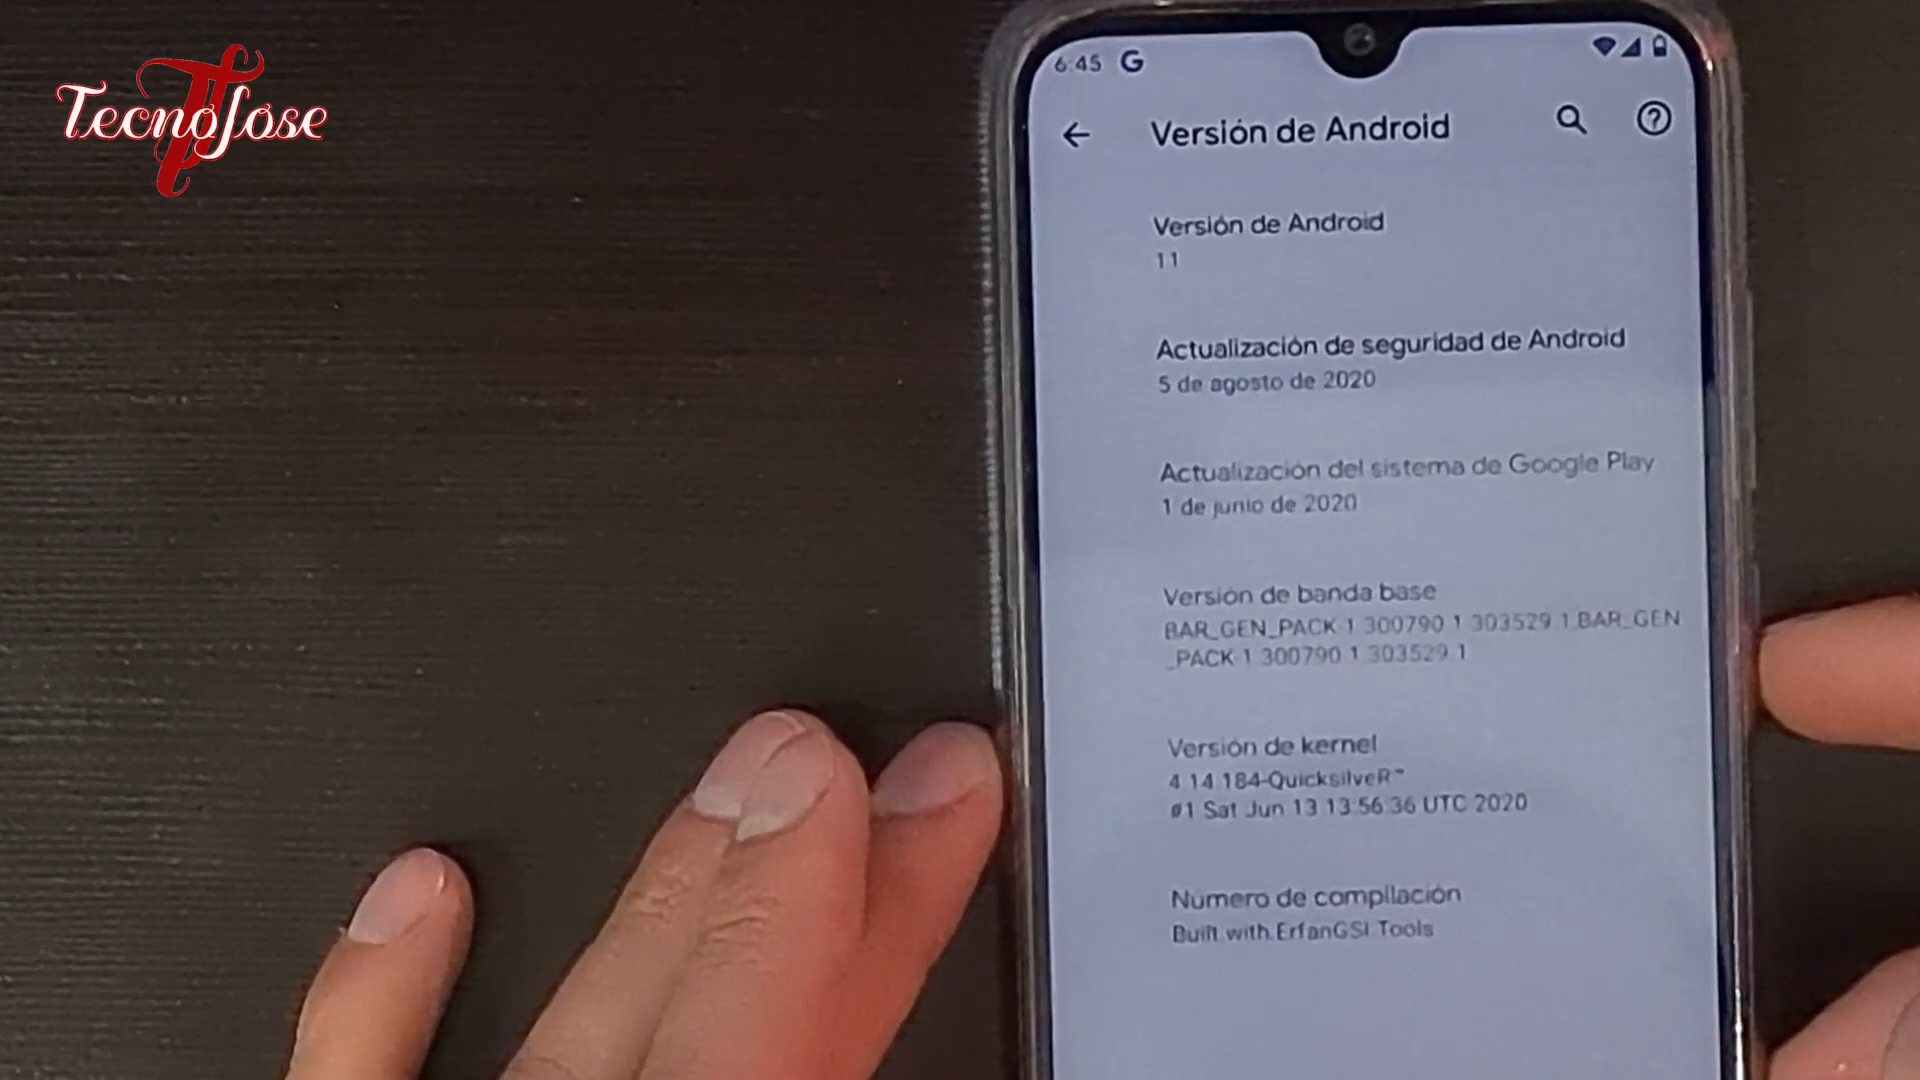 TecnoJose
6:45 G
Versión de Android
Versión de Android
11
Actualización de seguridad de Android
5 de agosto de 2020
Actualización del sistema de Google Play
1 de junio de 2020
Versión de banda base
BAR_GEN_PACK-1.300790.1.303529.1,BAR_GEN
_PACK-1.300790.1.303529.1
Versión de kernel
4.14.184-QuicksilveR™
#1 Sat Jun 13 13:56:36 UTC 2020
Número de compilación
Built with ErfanGSI Tools